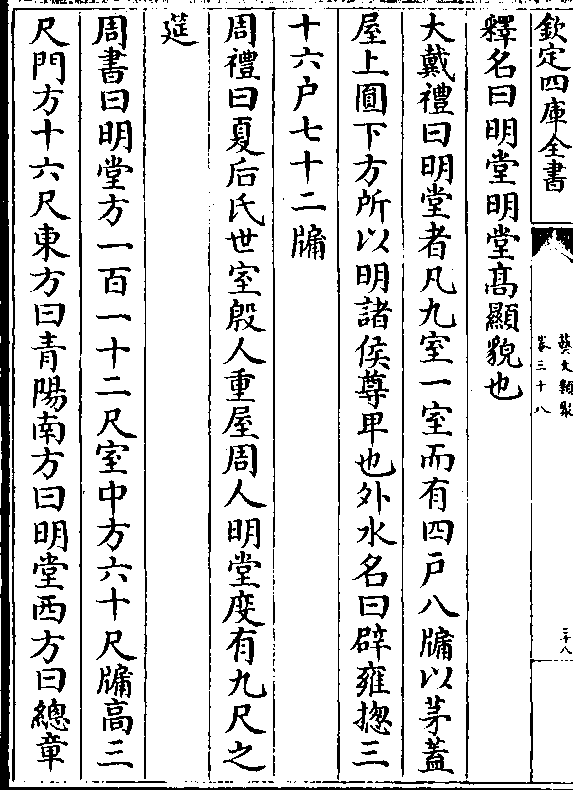 欽定四庫全書
藝文類聚
卷三十八
三十八
釋名曰明堂明堂髙顯貌也
大戴禮曰明堂者凡九室一室而有四戸八牖以茅蓋
屋上圎下方所以明諸侯尊卑也外水名曰辟雍揔三
十六户七十二牖
周禮曰夏后氏世室殷人重屋周人明堂度有九尺之
筵
周書曰明堂方一百一十二尺室中方六十尺牖高三
尺門方十六尺東方曰青陽南方曰明堂西方曰總章